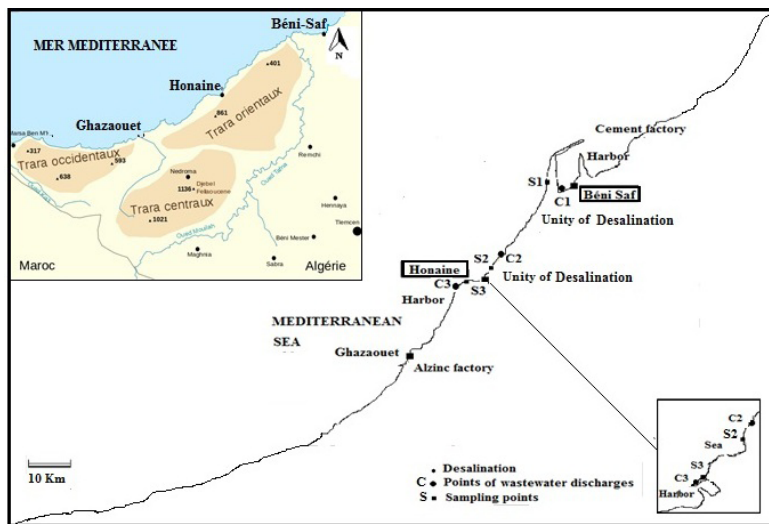 Béni-Saf
MER MEDITERRANEE
N
401
Honaine
861
Trara orientaux
Ghazaouet
317
Trara occidentaux
593
638
Nedroma
1136 Djebel
Fellaoucene
Trara centraux
1021
Oued Tafna
Remchi
Hennaya
Tlemcen
Oued Mouilah
Béni Mester
Maghnia
Sabra
Maroc
Algérie
Cement factory
Harbor
S1
C1
Béni Saf
Unity of Desalination
S2
C2
Honaine
Unity of Desalination
C3
S3
Harbor
MEDITERRANEAN
SEA
Ghazaouet
Alzinc factory
C2
S2
Sea
S3
C3
Harbor
10 Km
Desalination
C Points of wastewater discharges
S Sampling points